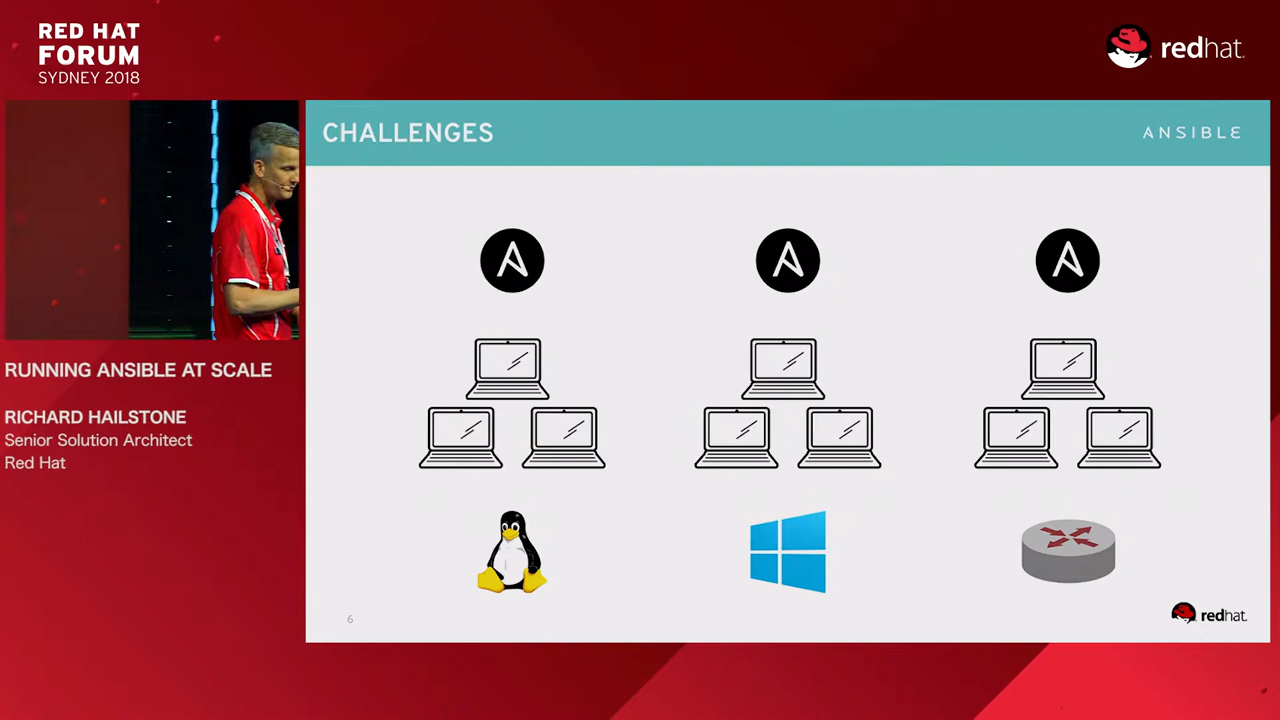 RED HAT
FORUM
SYDNEY 2018
redhat.
CHALLENGES
ANSIBLE
RUNNING ANSIBLE AT SCALE
RICHARD HAILSTONE
Senior Solution Architect
Red Hat
6
redhat.